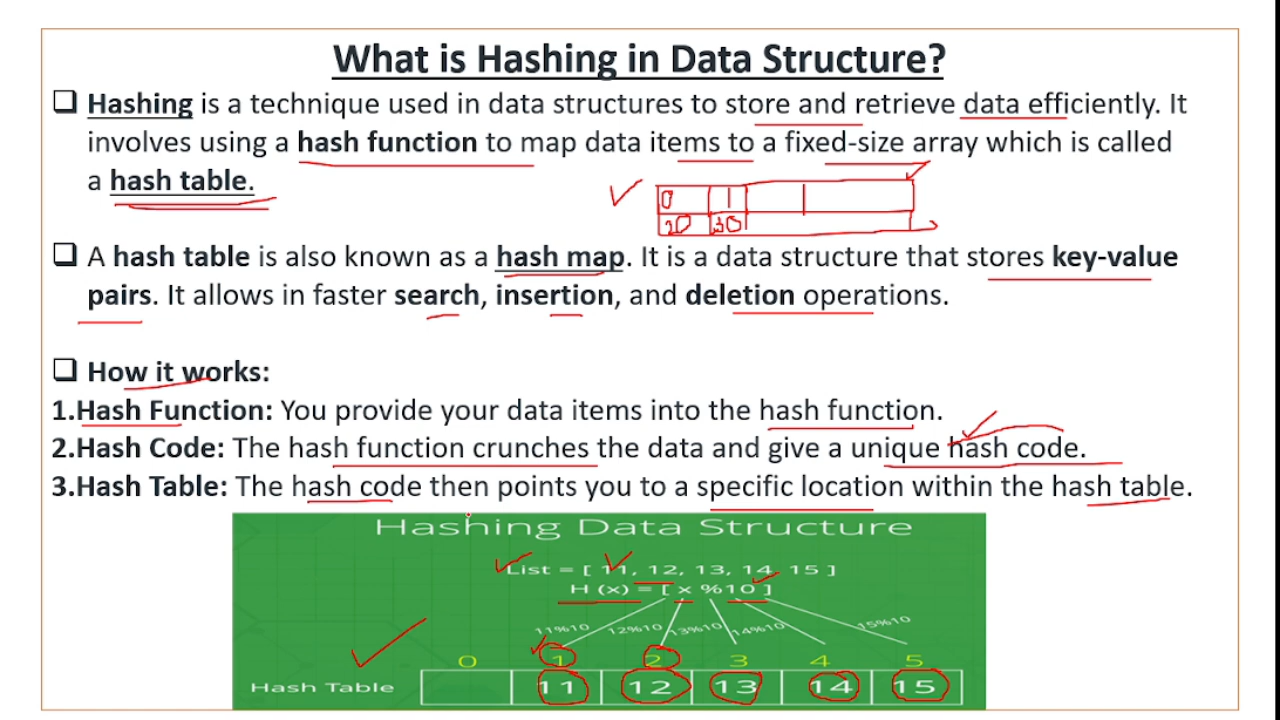 What is Hashing in Data Structure?
Hashing is a technique used in data structures to store and retrieve data efficiently. It
involves using a hash function to map data items to a fixed-size array which is called
a hash table.
0 1
20 30
A hash table is also known as a hash map. It is a data structure that stores key-value
pairs. It allows in faster search, insertion, and deletion operations.
How it works:
1.Hash Function: You provide your data items into the hash function.
2.Hash Code: The hash function crunches the data and give a unique hash code.
3.Hash Table: The hash code then points you to a specific location within the hash table.
Hashing Data Structure
List = [ 11, 12, 13, 14, 15 ]
H (x) = [ x %10 ]
11%10 12%10 13%10 14%10 15%10
0 1 2 3 4 5
Hash Table 11 12 13 14 15